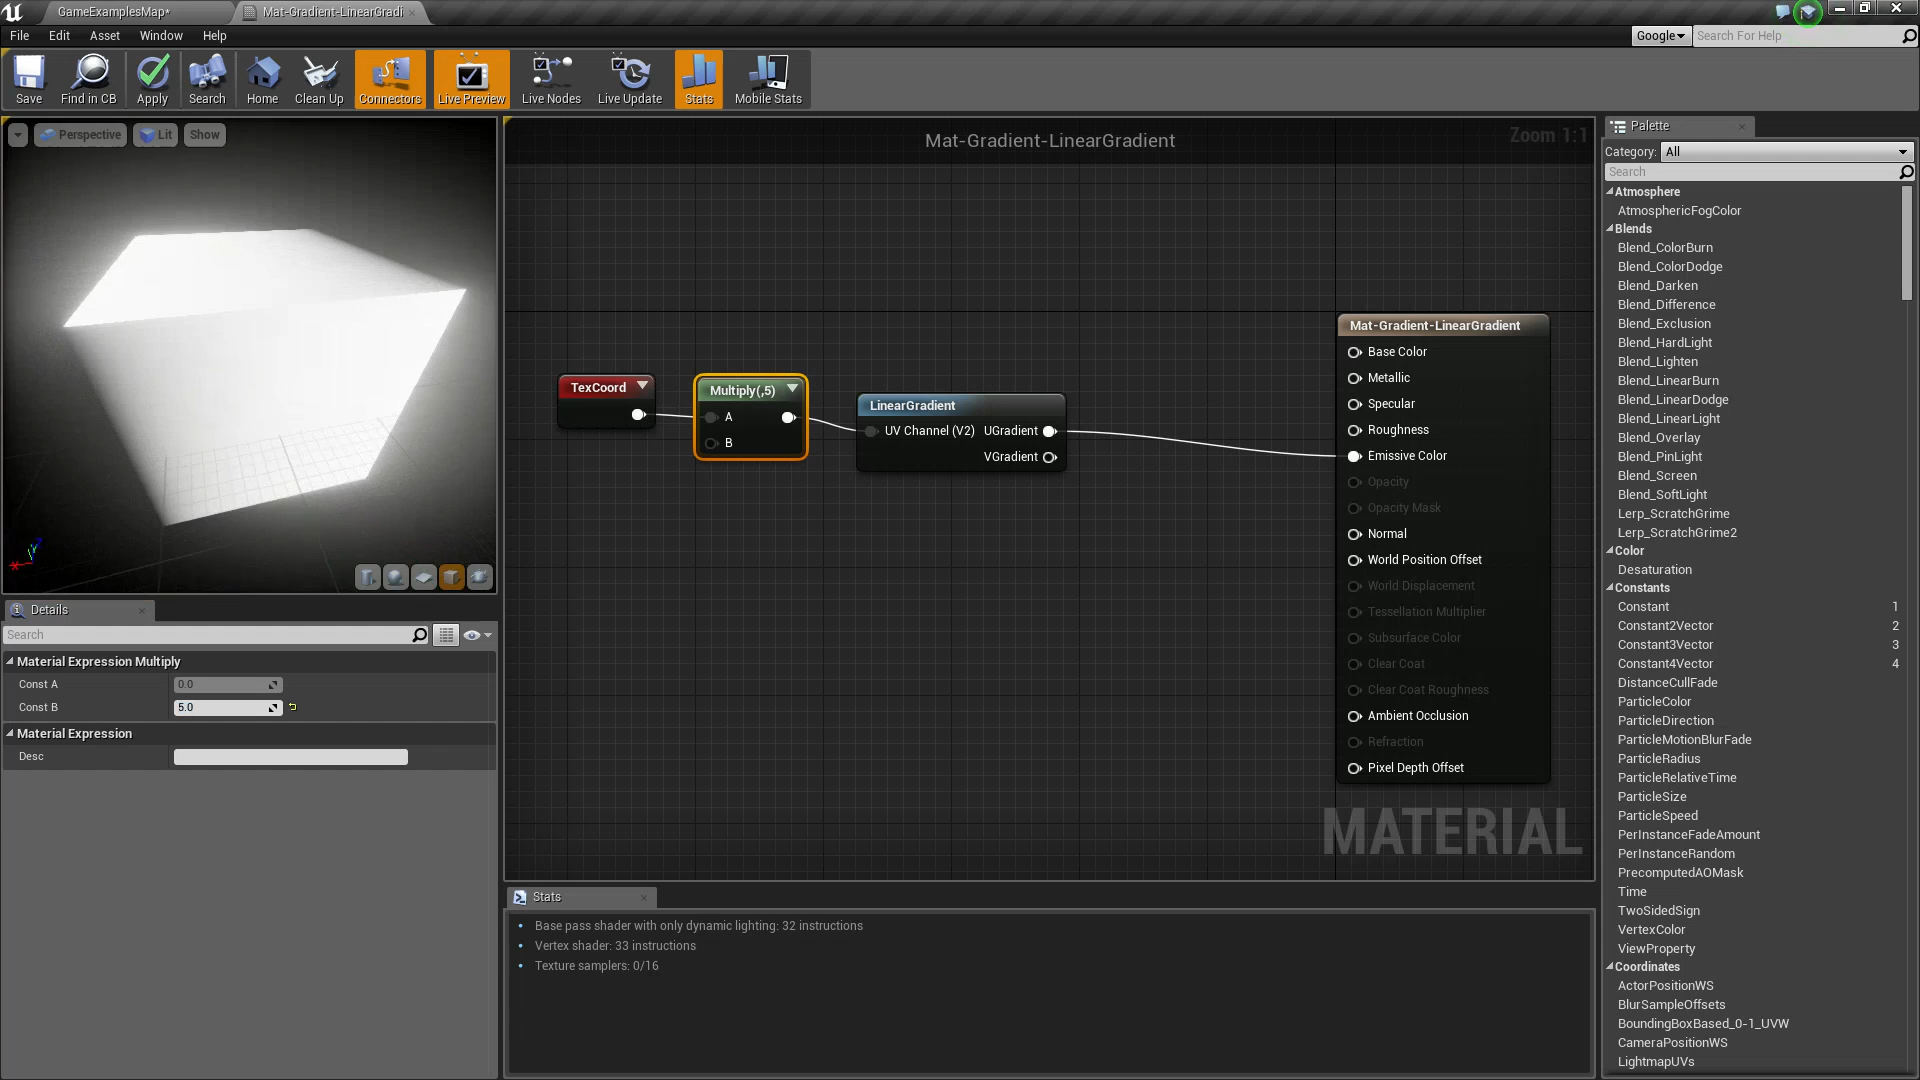 GameExamplesMap*
Mat-Gradient-LinearGradi
File Edit Asset Window Help
Google
Search For Help
Save
Find in CB
Apply
Search
Home
Clean Up
Connectors
Live Preview
Live Nodes
Live Update
Stats
Mobile Stats
Perspective
Lit
Show
Mat-Gradient-LinearGradient
Zoom 1:1
TexCoord
Multiply(,5)
A
B
LinearGradient
UV Channel (V2) UGradient
VGradient
Mat-Gradient-LinearGradient
Base Color
Metallic
Specular
Roughness
Emissive Color
Opacity
Opacity Mask
Normal
World Position Offset
World Displacement
Tessellation Multiplier
Subsurface Color
Clear Coat
Clear Coat Roughness
Ambient Occlusion
Refraction
Pixel Depth Offset
MATERIAL
Details
Search
Material Expression Multiply
Const A 0.0
Const B 5.0
Material Expression
Desc
Stats
Base pass shader with only dynamic lighting: 32 instructions
Vertex shader: 33 instructions
Texture samplers: 0/16
Palette
Category: All
Search
Atmosphere
AtmosphericFogColor
Blends
Blend_ColorBurn
Blend_ColorDodge
Blend_Darken
Blend_Difference
Blend_Exclusion
Blend_HardLight
Blend_Lighten
Blend_LinearBurn
Blend_LinearDodge
Blend_LinearLight
Blend_Overlay
Blend_PinLight
Blend_Screen
Blend_SoftLight
Lerp_ScratchGrime
Lerp_ScratchGrime2
Color
Desaturation
Constants
Constant 1
Constant2Vector 2
Constant3Vector 3
Constant4Vector 4
DistanceCullFade
ParticleColor
ParticleDirection
ParticleMotionBlurFade
ParticleRadius
ParticleRelativeTime
ParticleSize
ParticleSpeed
PerInstanceFadeAmount
PerInstanceRandom
PrecomputedAOMask
Time
TwoSidedSign
VertexColor
ViewProperty
Coordinates
ActorPositionWS
BlurSampleOffsets
BoundingBoxBased_0-1_UVW
CameraPositionWS
LightmapUVs